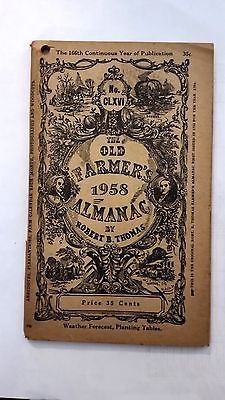 The 166th Continuous Year of Publication
35c
No.
CLXVI
THE
OLD
FARMER'S
1958
ALMANAC
BY
ROBERT B. THOMAS
Price 35 Cents
Weather Forecast, Planting Tables.